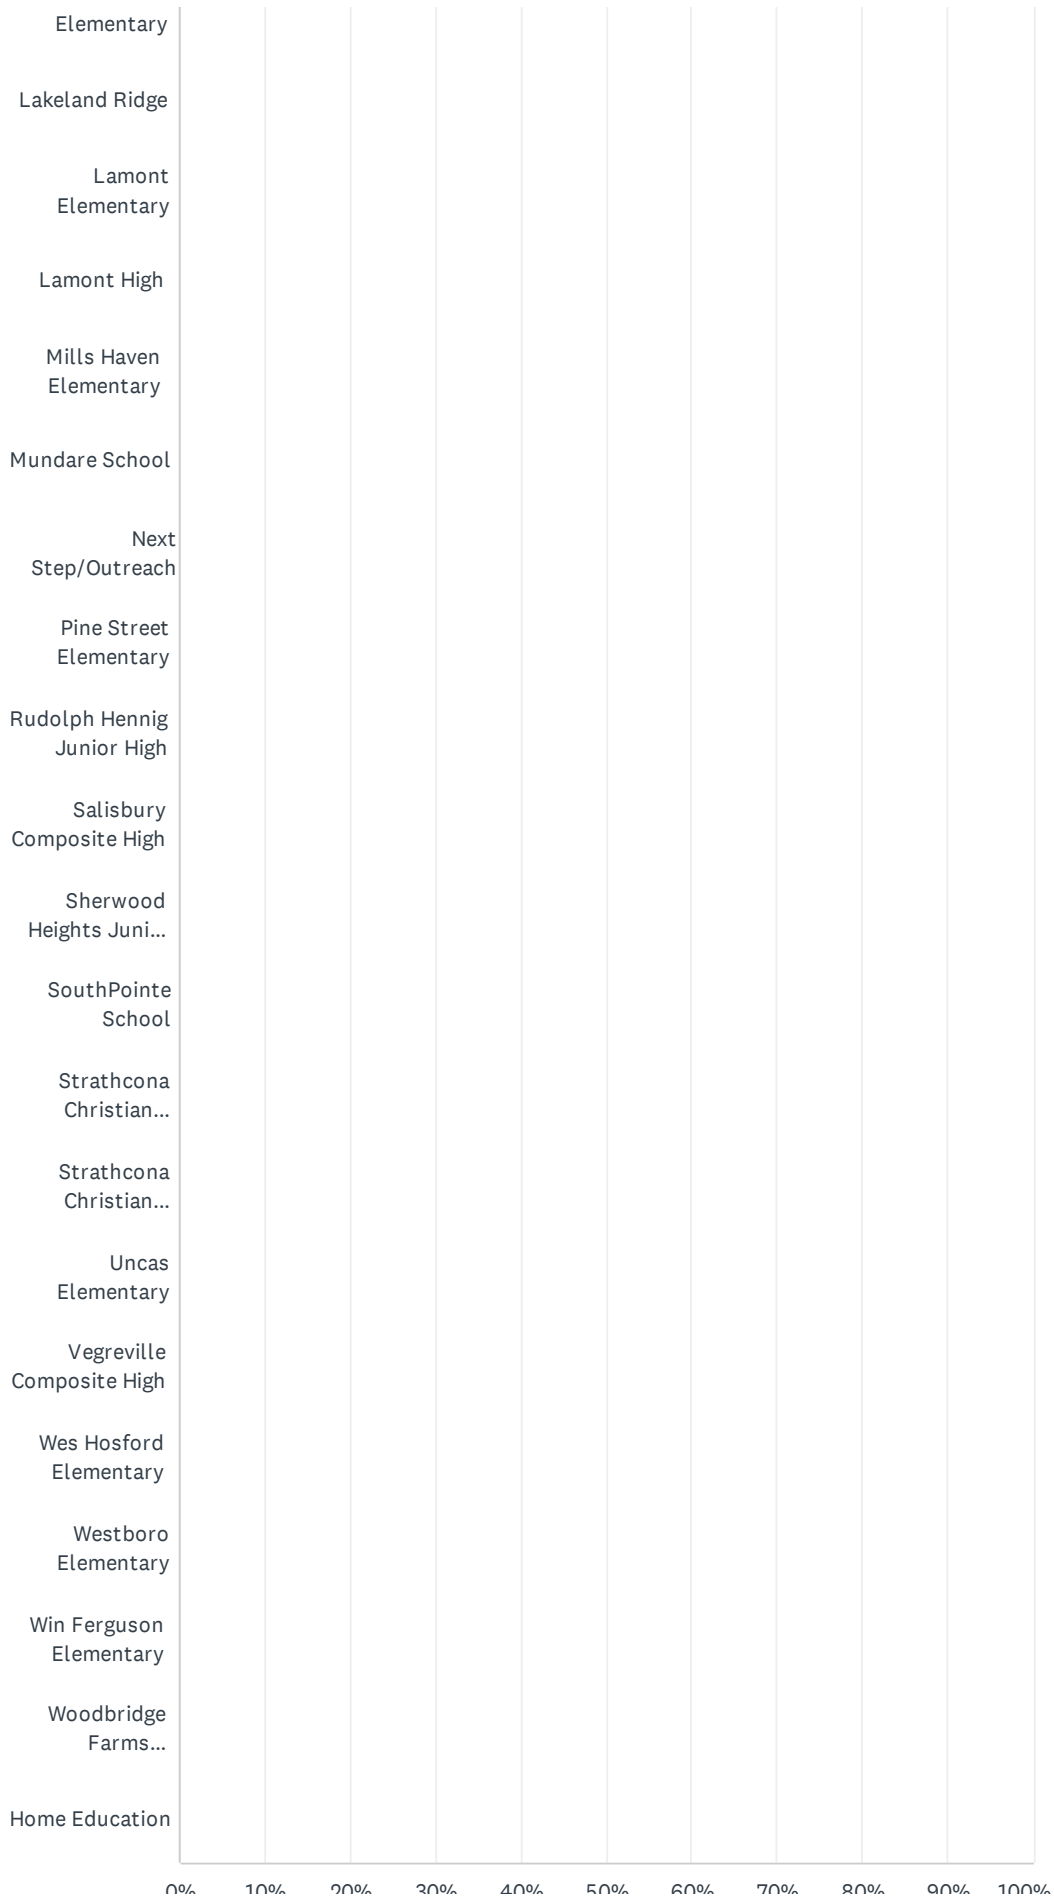 Elementary
Lakeland Ridge
Lamont
Elementary
Lamont High
Mills Haven
Elementary
Mundare School
Next
Step/Outreach
Pine Street
Elementary
Rudolph Hennig
Junior High
Salisbury
Composite High
Sherwood
Heights Juni...
SouthPointe
School
Strathcona
Christian...
Strathcona
Christian...
Uncas
Elementary
Vegreville
Composite High
Wes Hosford
Elementary
Westboro
Elementary
Win Ferguson
Elementary
Woodbridge
Farms...
Home Education
0% 10% 20% 30% 40% 50% 60% 70% 80% 90% 100%